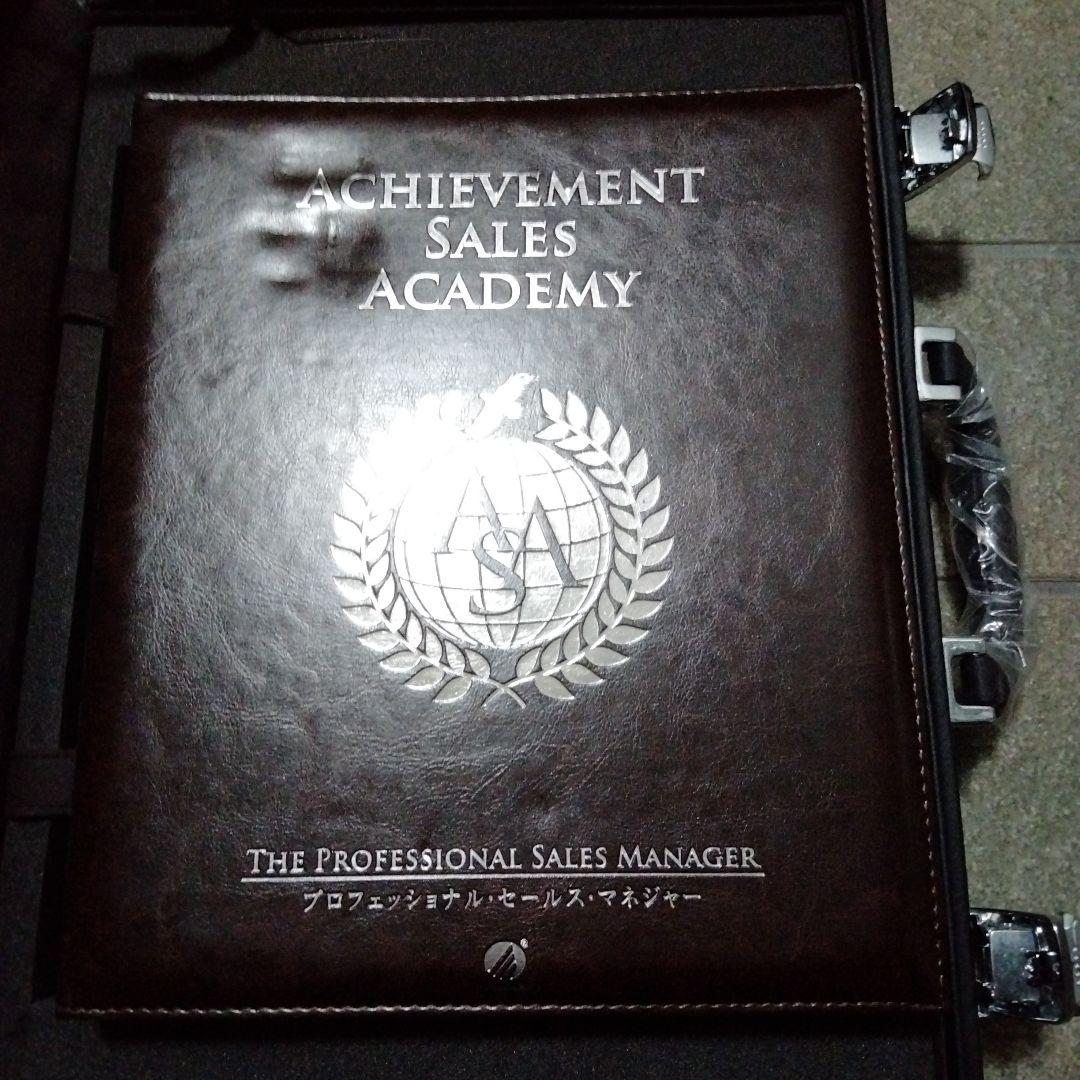 ACHIEVEMENT
SALES
ACADEMY
ASA
THE PROFESSIONAL SALES MANAGER
プロフェッショナル・セールス・マネジャー
®